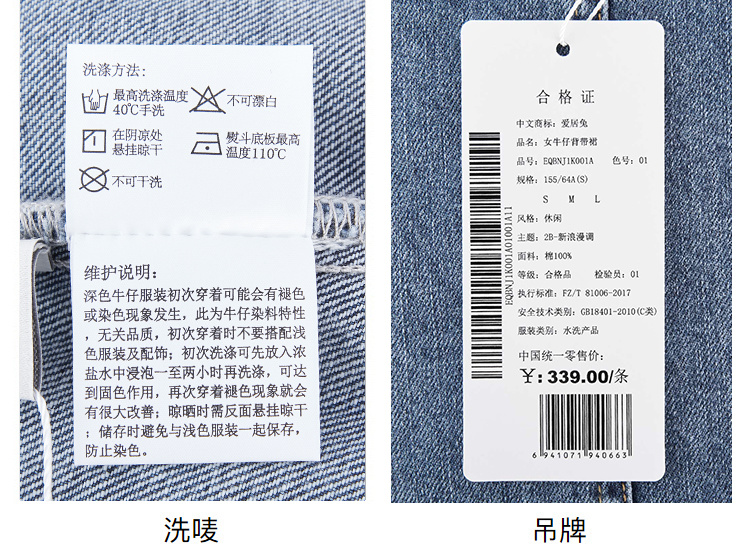 洗涤方法:
最高洗涤温度
40℃手洗
不可漂白
在阴凉处
悬挂晾干
熨斗底板最高
温度110℃
不可干洗
维护说明:
深色牛仔服装初次穿着可能会有褪色
或染色现象发生，此为牛仔染料特性
，无关品质，初次穿着时不要搭配浅
色服装及配饰；初次洗涤可先放入浓
盐水中浸泡一至两小时再洗涤，可达
到固色作用，再次穿着褪色现象就会
有很大改善；晾晒时需反面悬挂晾干
；储存时避免与浅色服装一起保存，
防止染色。
洗唛
合格证
中文商标: 爱居兔
品名: 女牛仔背带裙
品号: EQBNJ1K001A 色号: 01
规格: 155/64A(S)
S M L
风格: 休闲
主题: 2B-新浪漫调
面料: 棉100%
等级: 合格品 检验员: 01
执行标准: FZ/T 81006-2017
安全技术类别: GB18401-2010(C类)
服装类别: 水洗产品
中国统一零售价:
¥: 339.00/条
EQBNJ1K001A01001A11
6 941071 940663
吊牌